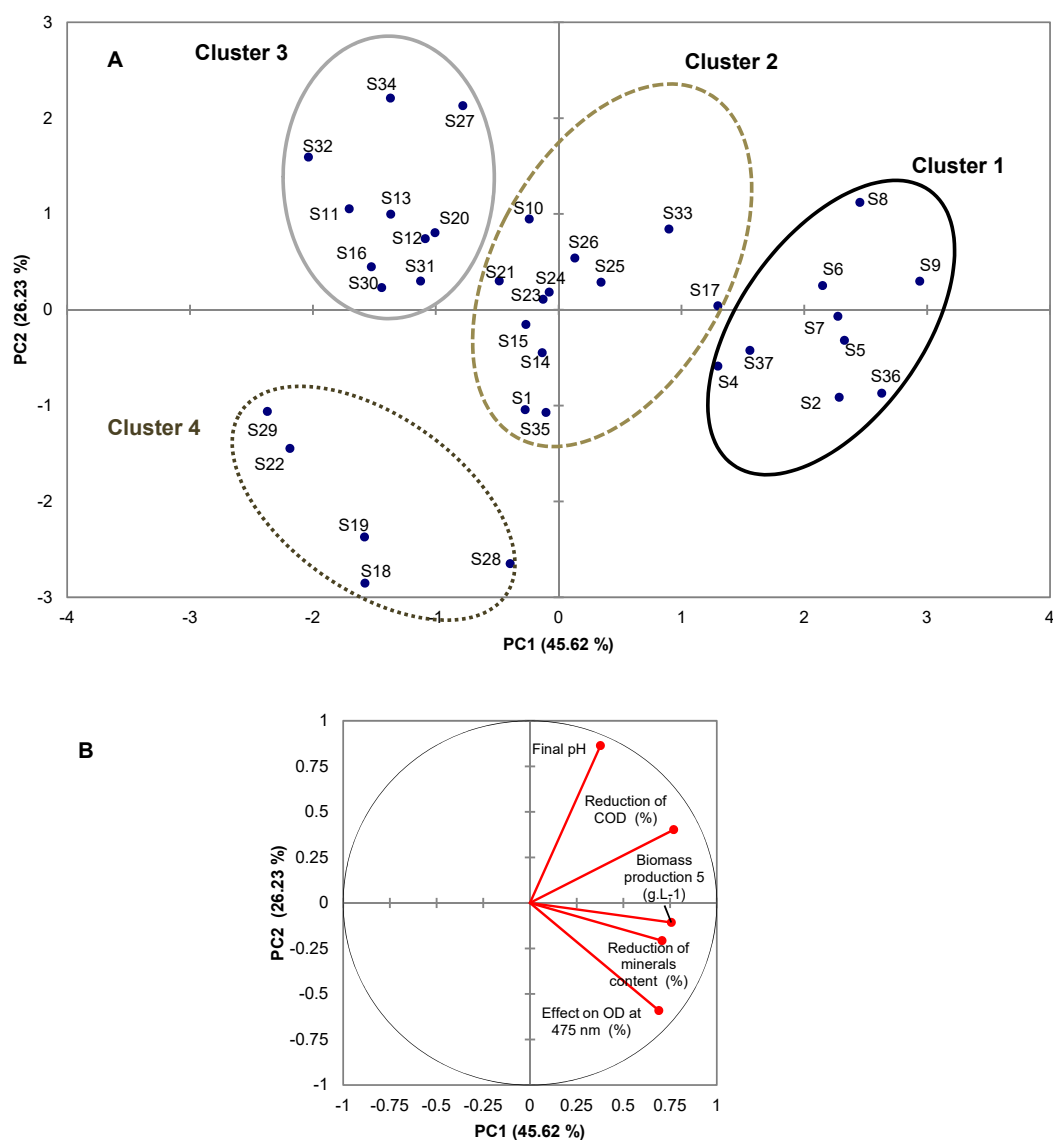 A
Cluster 3
Cluster 2
Cluster 1
Cluster 4
3
2
1
0
-1
-2
-3
PC2 (26.23 %)
S34
S27
S32
S13
S11
S20
S12
S16
S31
S30
S10
S33
S26
S24
S25
S21
S23
S17
S15
S14
S1
S35
S8
S6
S9
S7
S5
S37
S4
S36
S2
S29
S22
S19
S18
S28
-4
-3
-2
-1
0
1
2
3
4
PC1 (45.62 %)
B
1
0.75
0.5
0.25
0
-0.25
-0.5
-0.75
-1
PC2 (26.23 %)
Final pH
Reduction of
COD (%)
Biomass
production 5
(g.L-1)
Reduction of
minerals
content (%)
Effect on OD at
475 nm (%)
-1
-0.75
-0.5
-0.25
0
0.25
0.5
0.75
1
PC1 (45.62 %)